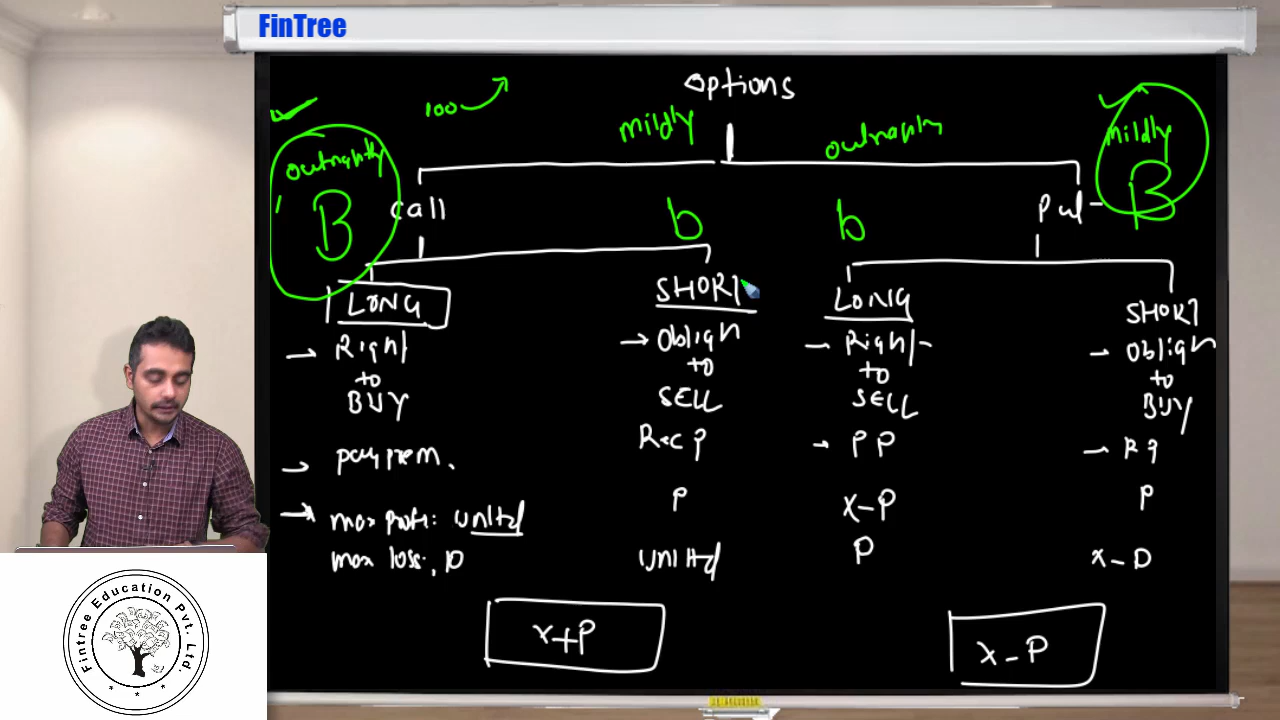 FinTree
Options
100
mildly
outrightly
mildly
outrightly
B
call
b
b
Put
B
LONG
SHORT
LONG
SHORT
Right
to
BUY
Oblign
to
SELL
Right
to
SELL
Oblign
to
BUY
pay prem.
Rec P
PP
RP
max profit: unltd
P
X-P
P
max loss: P
unltd
P
X-P
X+P
X-P
Fintree Education Pvt. Ltd.